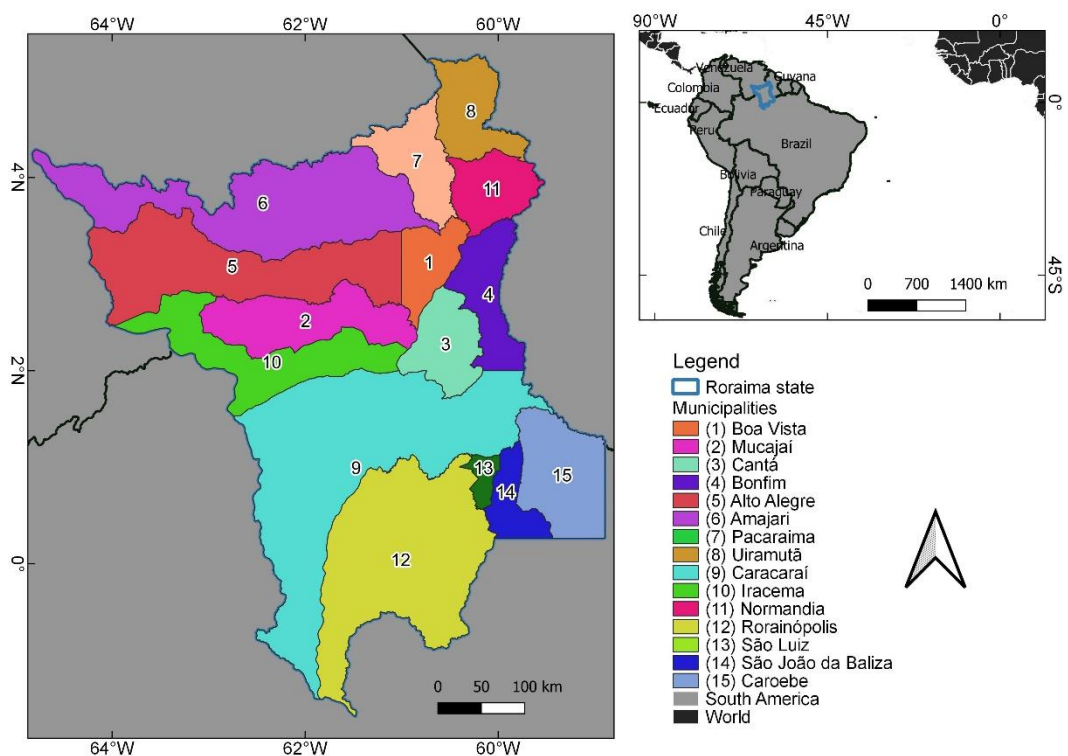 64°W 62°W 60°W
4°N
2°N
0°
8
7
11
6
1
5
4
2
3
10
9
13
14
15
12
0 50 100 km
64°W 62°W 60°W
90°W 45°W 0°
Venezuela
Guyana
Colombia
Ecuador
Peru
Brazil
Bolivia
Paraguay
Chile
Argentina
0°
45°S
0 700 1400 km
90°W 45°W 0°
Legend
Roraima state
Municipalities
(1) Boa Vista
(2) Mucajaí
(3) Cantá
(4) Bonfim
(5) Alto Alegre
(6) Amajari
(7) Pacaraima
(8) Uiramutã
(9) Caracaraí
(10) Iracema
(11) Normandia
(12) Rorainópolis
(13) São Luiz
(14) São João da Baliza
(15) Caroebe
South America
World